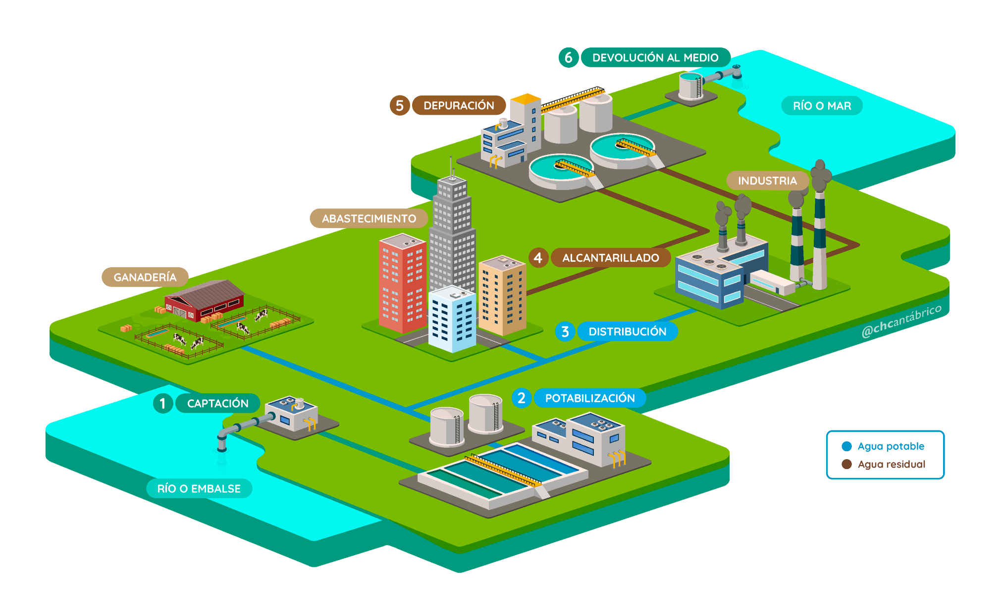 6 DEVOLUCIÓN AL MEDIO
5 DEPURACIÓN
RÍO O MAR
INDUSTRIA
ABASTECIMIENTO
4 ALCANTARILLADO
GANADERÍA
@chcantábrico
3 DISTRIBUCIÓN
2 POTABILIZACIÓN
1 CAPTACIÓN
Agua potable
Agua residual
RÍO O EMBALSE